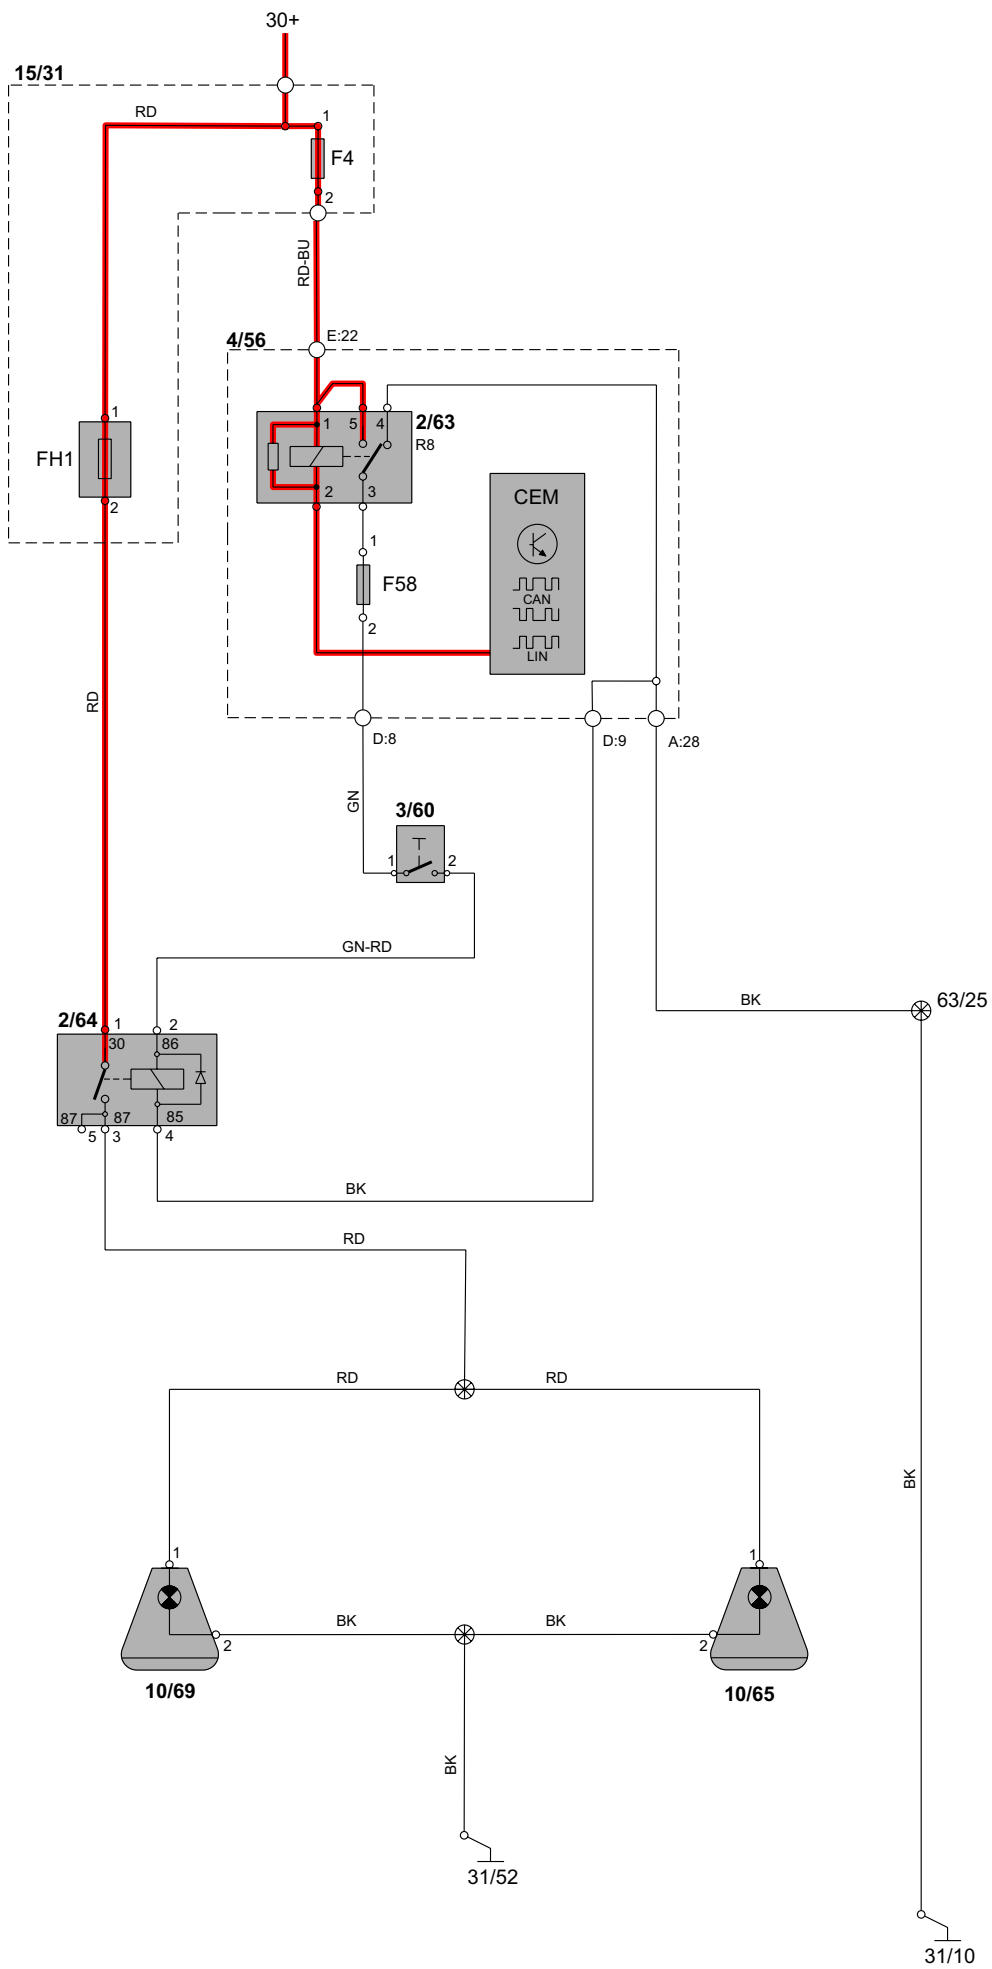 30+
15/31
RD
1
F4
2
RD-BU
4/56
E:22
1
FH1
2
1
5
4
2/63
R8
2
3
CEM
CAN
LIN
1
F58
2
RD
D:8
D:9
A:28
GN
3/60
1
2
GN-RD
BK
63/25
2/64
1
2
30
86
87
87
85
5
3
4
BK
RD
RD
RD
BK
1
1
BK
BK
2
2
10/69
10/65
BK
31/52
31/10